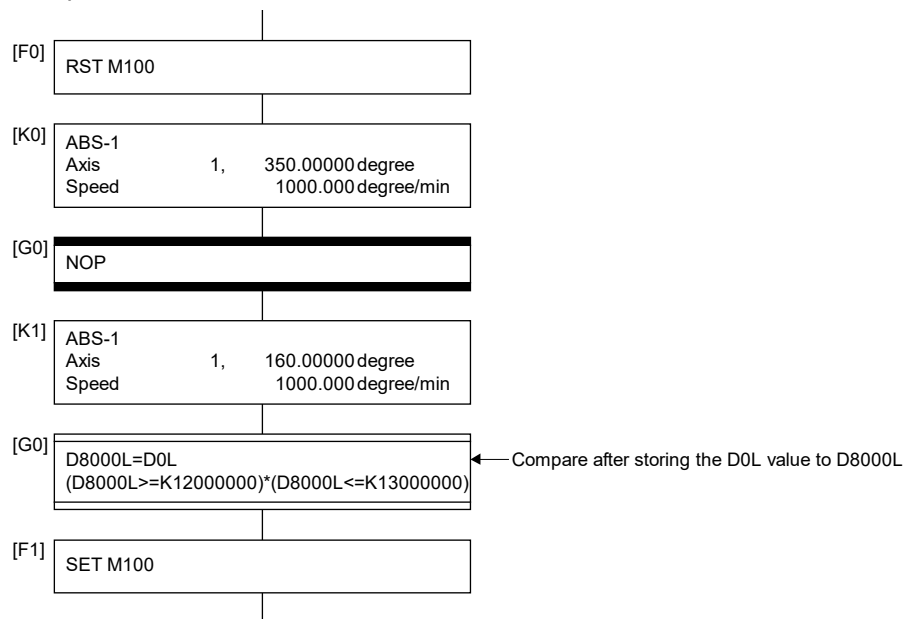 [F0]
RST M100
[K0]
ABS-1
Axis 1, 350.00000 degree
Speed 1000.000 degree/min
[G0]
NOP
[K1]
ABS-1
Axis 1, 160.00000 degree
Speed 1000.000 degree/min
[G0]
D8000L=D0L
(D8000L>=K12000000)*(D8000L<=K13000000)
Compare after storing the D0L value to D8000L
[F1]
SET M100